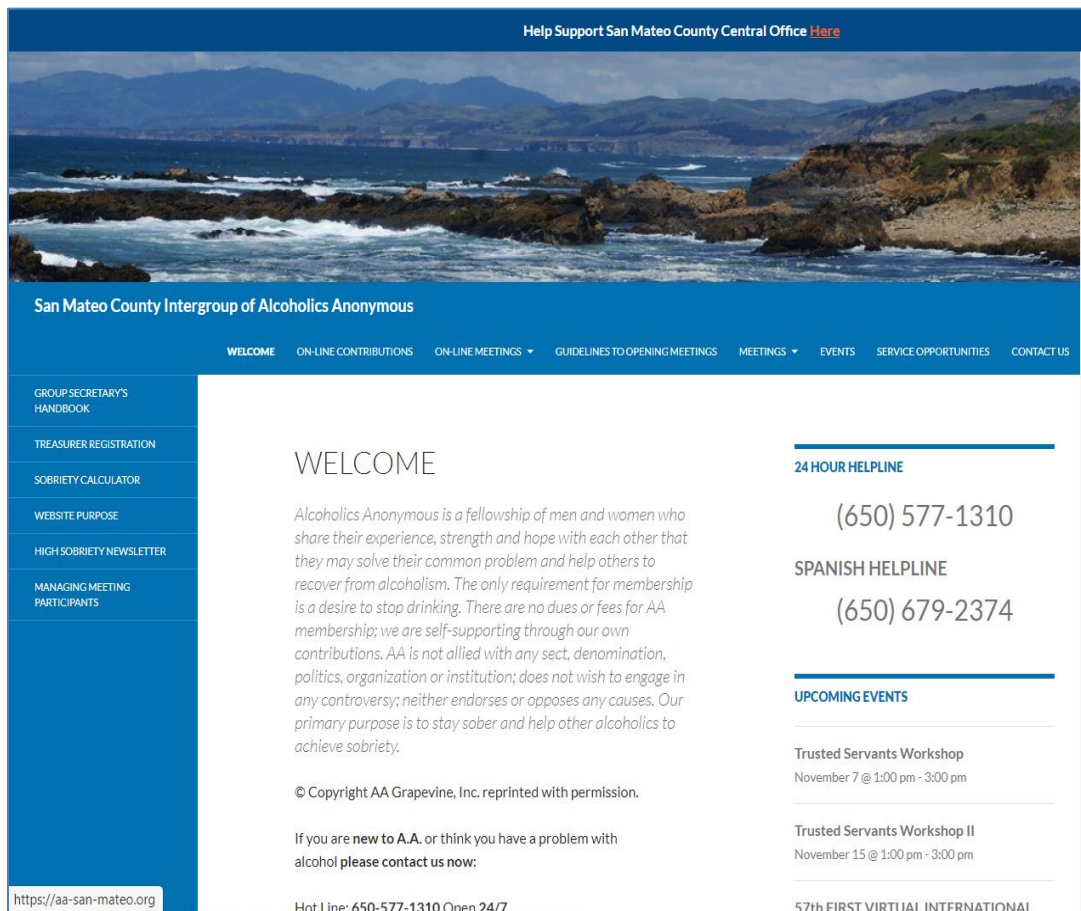 Help Support San Mateo County Central Office Here
San Mateo County Intergroup of Alcoholics Anonymous
WELCOME ON-LINE CONTRIBUTIONS ON-LINE MEETINGS GUIDELINES TO OPENING MEETINGS MEETINGS EVENTS SERVICE OPPORTUNITIES CONTACT US
GROUP SECRETARY'S
HANDBOOK
TREASURER REGISTRATION
SOBRIETY CALCULATOR
WEBSITE PURPOSE
HIGH SOBRIETY NEWSLETTER
MANAGING MEETING
PARTICIPANTS
WELCOME
Alcoholics Anonymous is a fellowship of men and women who
share their experience, strength and hope with each other that
they may solve their common problem and help others to
recover from alcoholism. The only requirement for membership
is a desire to stop drinking. There are no dues or fees for AA
membership; we are self-supporting through our own
contributions. AA is not allied with any sect, denomination,
politics, organization or institution; does not wish to engage in
any controversy; neither endorses or opposes any causes. Our
primary purpose is to stay sober and help other alcoholics to
achieve sobriety.
© Copyright AA Grapevine, Inc. reprinted with permission.
If you are new to A.A. or think you have a problem with
alcohol please contact us now:
Hot Line: 650-577-1310 Open 24/7
24 HOUR HELPLINE
(650) 577-1310
SPANISH HELPLINE
(650) 679-2374
UPCOMING EVENTS
Trusted Servants Workshop
November 7 @ 1:00 pm - 3:00 pm
Trusted Servants Workshop II
November 15 @ 1:00 pm - 3:00 pm
57th FIRST VIRTUAL INTERNATIONAL
https://aa-san-mateo.org